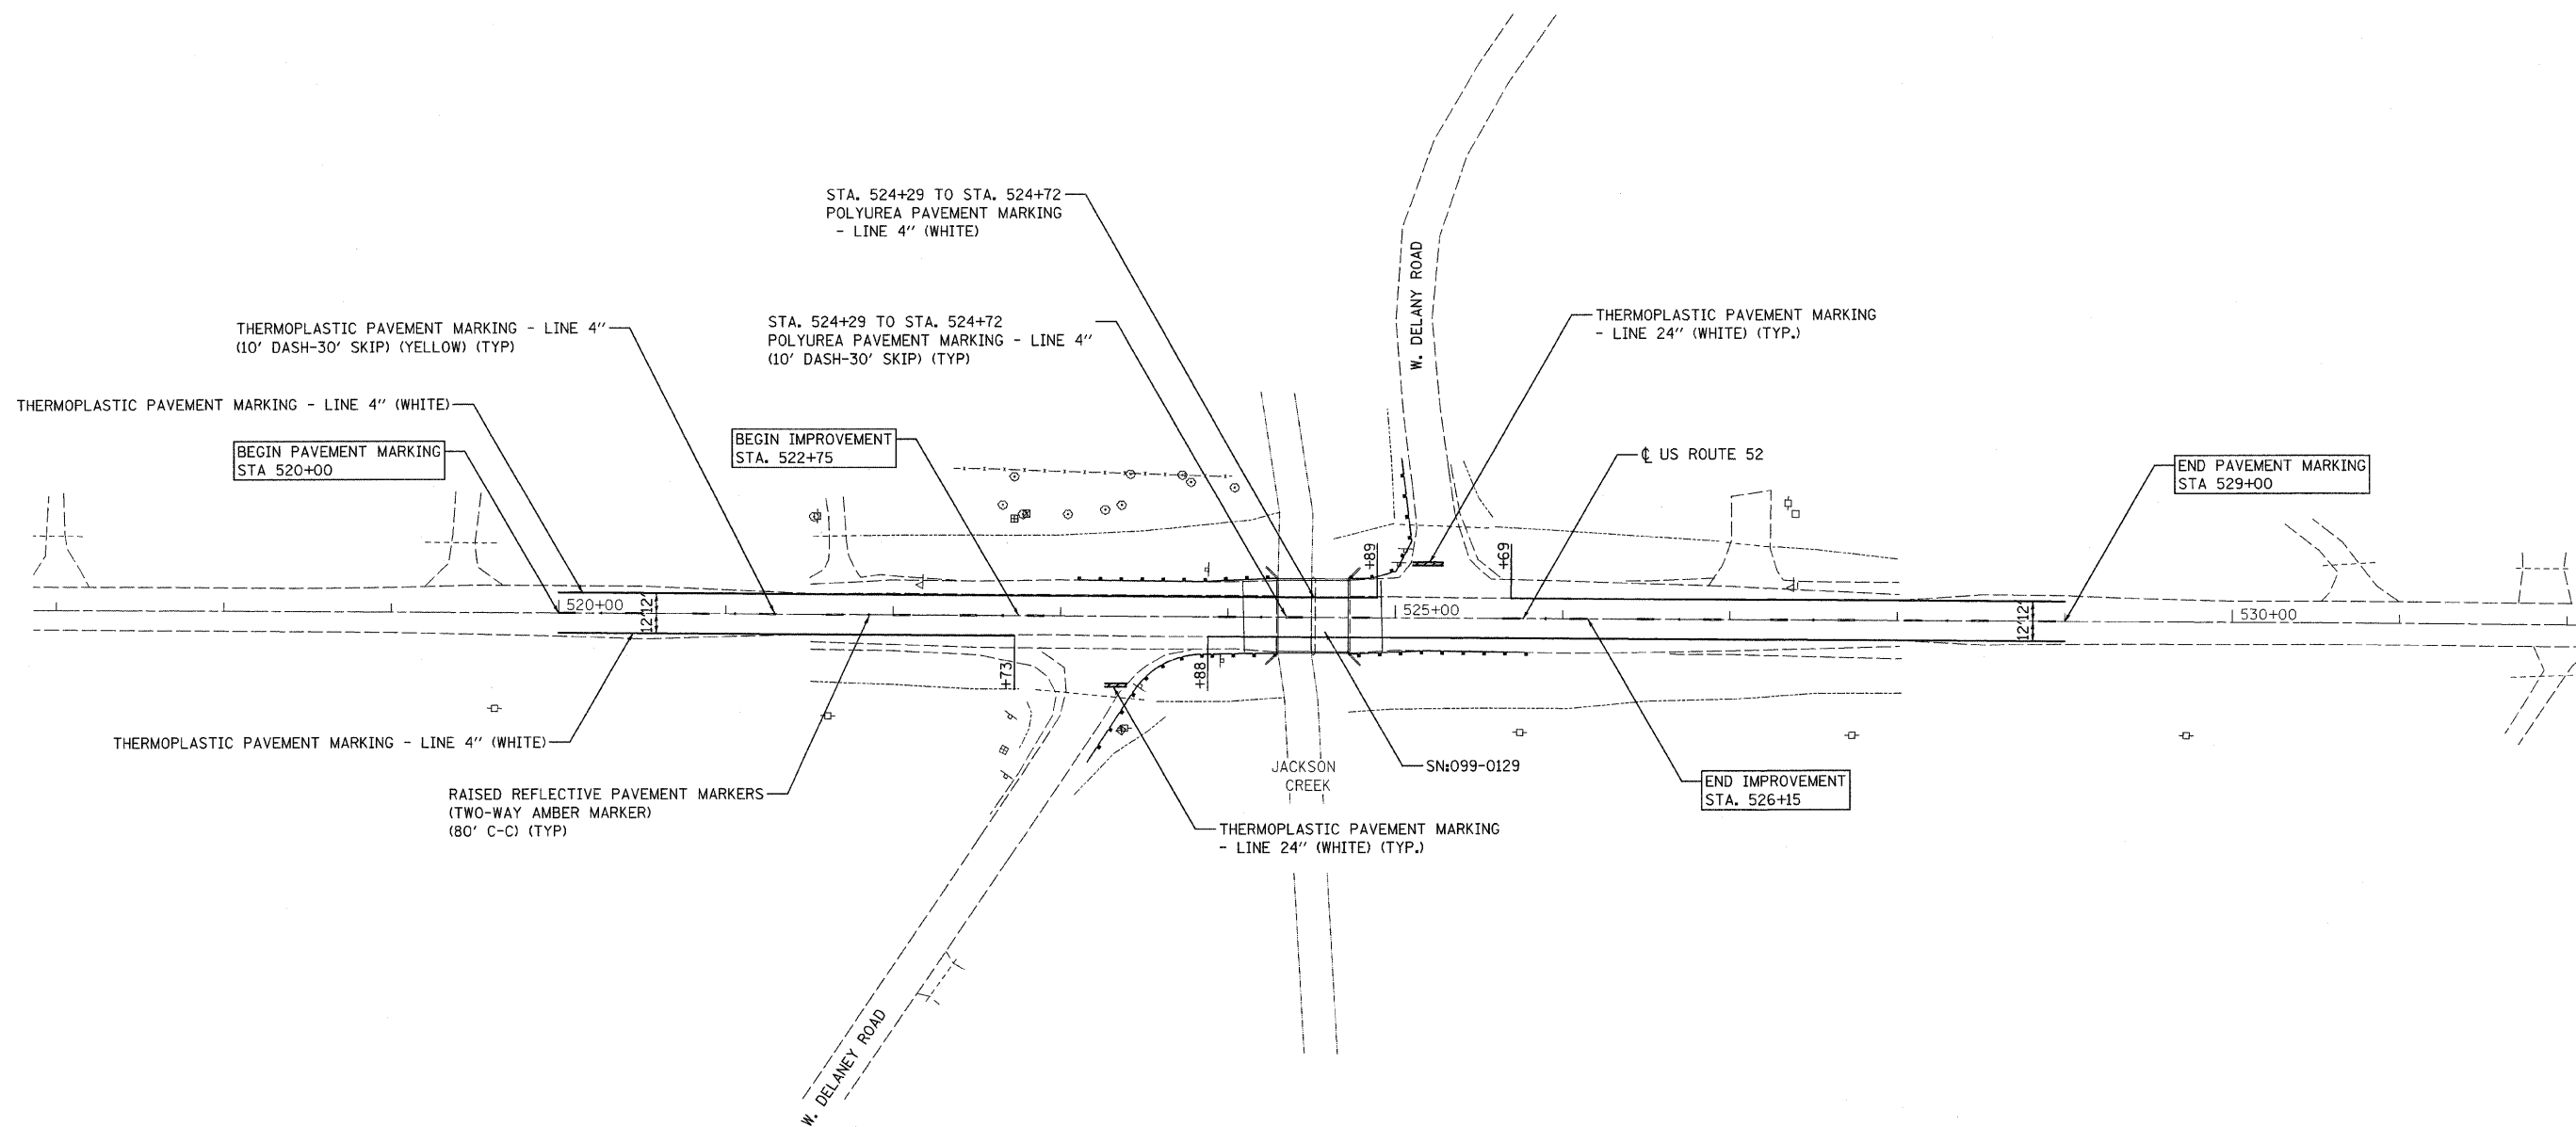 STA. 524+29 TO STA. 524+72
POLYUREA PAVEMENT MARKING
- LINE 4" (WHITE)
W. DELANY ROAD
THERMOPLASTIC PAVEMENT MARKING - LINE 4"
(10' DASH-30' SKIP) (YELLOW) (TYP)
STA. 524+29 TO STA. 524+72
POLYUREA PAVEMENT MARKING - LINE 4"
(10' DASH-30' SKIP) (TYP)
THERMOPLASTIC PAVEMENT MARKING
- LINE 24" (WHITE) (TYP.)
THERMOPLASTIC PAVEMENT MARKING - LINE 4" (WHITE)
BEGIN PAVEMENT MARKING
STA 520+00
BEGIN IMPROVEMENT
STA. 522+75
℄ US ROUTE 52
END PAVEMENT MARKING
STA 529+00
+89
+69
520+00
12'
12'
525+00
530+00
12'
12'
+73
+88
THERMOPLASTIC PAVEMENT MARKING - LINE 4" (WHITE)
JACKSON
CREEK
SN:099-0129
END IMPROVEMENT
STA. 526+15
RAISED REFLECTIVE PAVEMENT MARKERS
(TWO-WAY AMBER MARKER)
(80' C-C) (TYP)
THERMOPLASTIC PAVEMENT MARKING
- LINE 24" (WHITE) (TYP.)
W. DELANEY ROAD